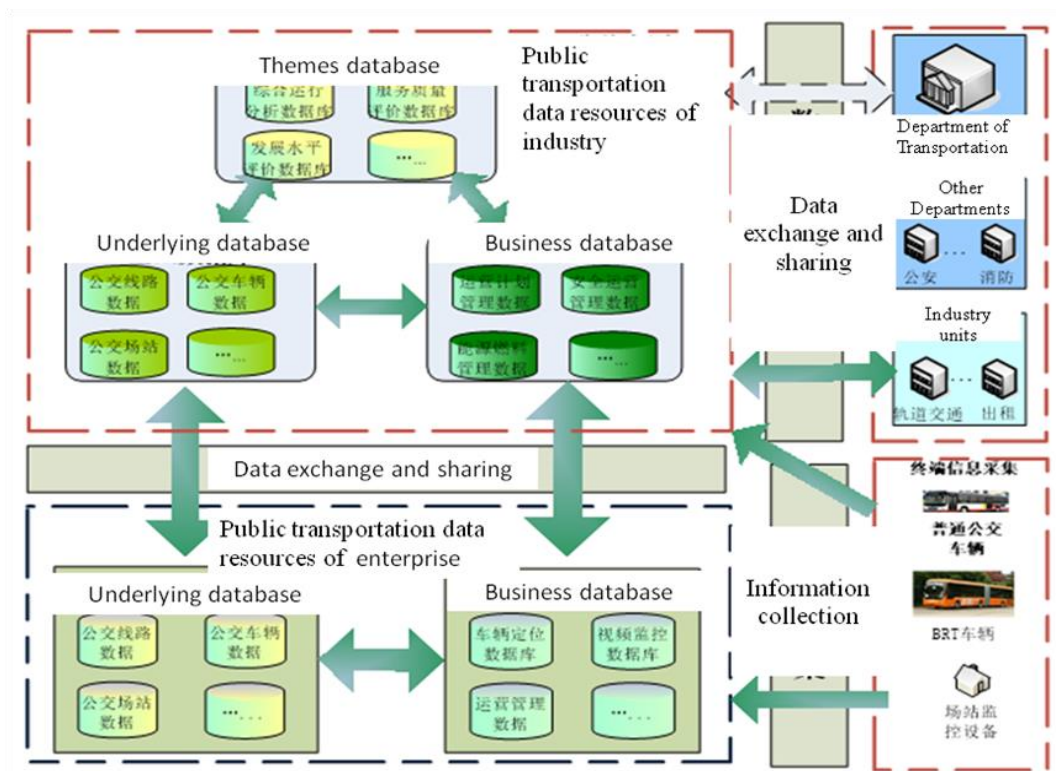 Themes database
综合运行
分析数据库
服务质量
评价数据库
发展水平
评价数据库
......
Public
transportation
data resources of
industry
Underlying database
公交线路
数据
公交车辆
数据
公交场站
数据
......
Business database
运营计划
管理数据
安全运营
管理数据
能源燃料
管理数据
......
Data
exchange and
sharing
Department of
Transportation
Other
Departments
...
公安
消防
Industry
units
...
轨道交通
出租
Data exchange and sharing
Public transportation data
resources of enterprise
Underlying database
公交线路
数据
公交车辆
数据
公交场站
数据
......
Business database
车辆定位
数据库
视频监控
数据库
运营管理
数据
......
Information
collection
终端信息采集
普通公交
车辆
BRT车辆
场站监
控设备